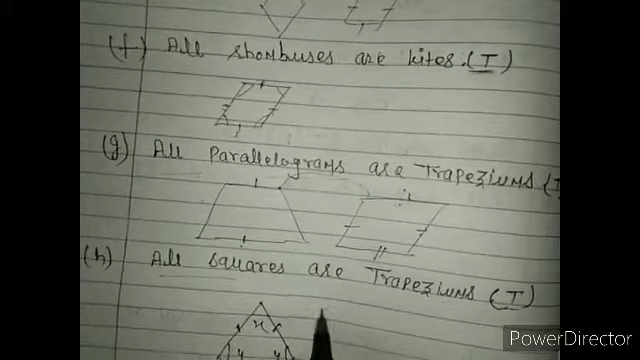 (f) All rhombuses are kites. (T)
(g) All Parallelograms are Trapeziums (T
(h) All squares are Trapeziums (T)
x
y y
PowerDirector